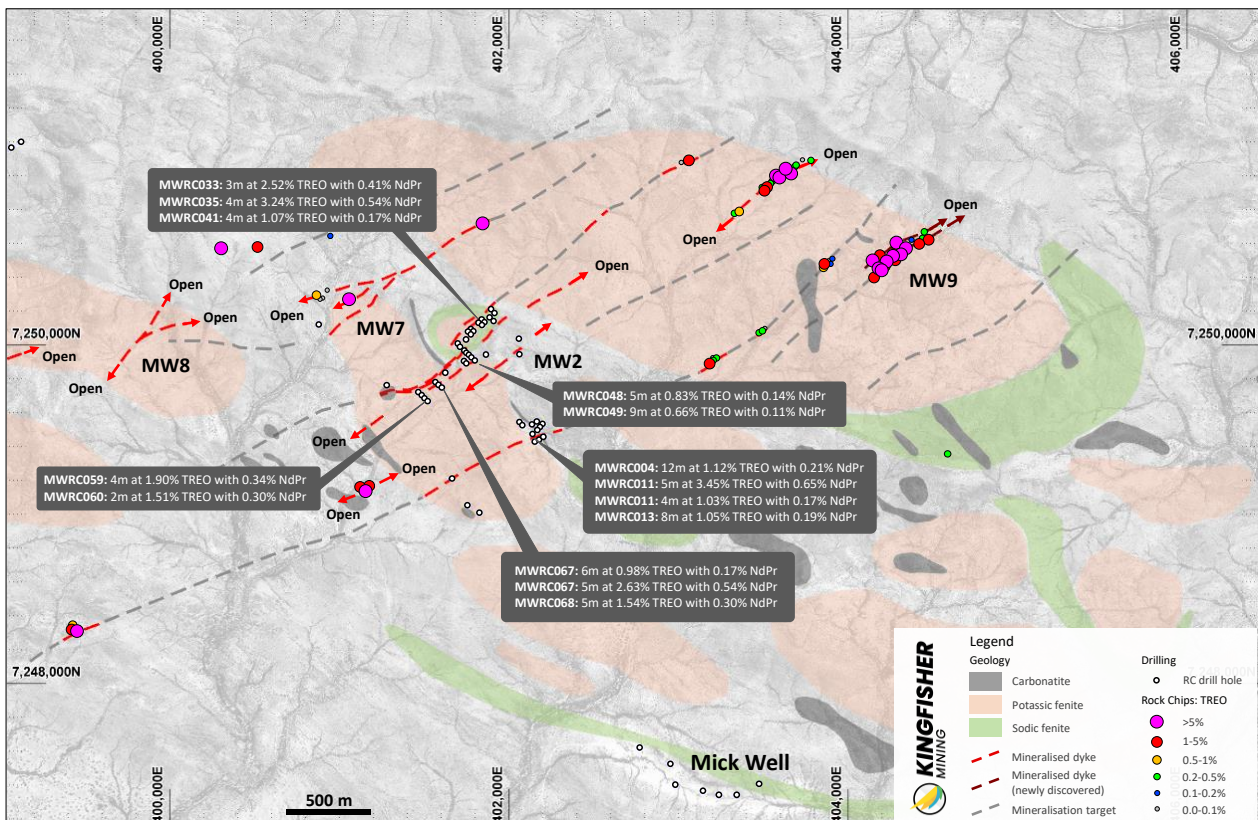 400,000E
402,000E
404,000E
406,000E
Open
MWRC033: 3m at 2.52% TREO with 0.41% NdPr
MWRC035: 4m at 3.24% TREO with 0.54% NdPr
MWRC041: 4m at 1.07% TREO with 0.17% NdPr
Open
Open
Open
MW9
Open
Open
MW7
7,250,000N
7,250,000N
Open
MW8
MW2
Open
MWRC048: 5m at 0.83% TREO with 0.14% NdPr
MWRC049: 9m at 0.66% TREO with 0.11% NdPr
Open
MWRC059: 4m at 1.90% TREO with 0.34% NdPr
MWRC060: 2m at 1.51% TREO with 0.30% NdPr
Open
Open
MWRC004: 12m at 1.12% TREO with 0.21% NdPr
MWRC011: 5m at 3.45% TREO with 0.65% NdPr
MWRC011: 4m at 1.03% TREO with 0.17% NdPr
MWRC013: 8m at 1.05% TREO with 0.19% NdPr
MWRC067: 6m at 0.98% TREO with 0.17% NdPr
MWRC067: 5m at 2.63% TREO with 0.54% NdPr
MWRC068: 5m at 1.54% TREO with 0.30% NdPr
7,248,000N
7,248,000N
Mick Well
500 m
400,000E
402,000E
404,000E
KINGFISHER
MINING
Legend
Geology
Carbonatite
Potassic fenite
Sodic fenite
Mineralised dyke
Mineralised dyke
(newly discovered)
Mineralisation target
Drilling
RC drill hole
Rock Chips: TREO
>5%
1-5%
0.5-1%
0.2-0.5%
0.1-0.2%
0.0-0.1%